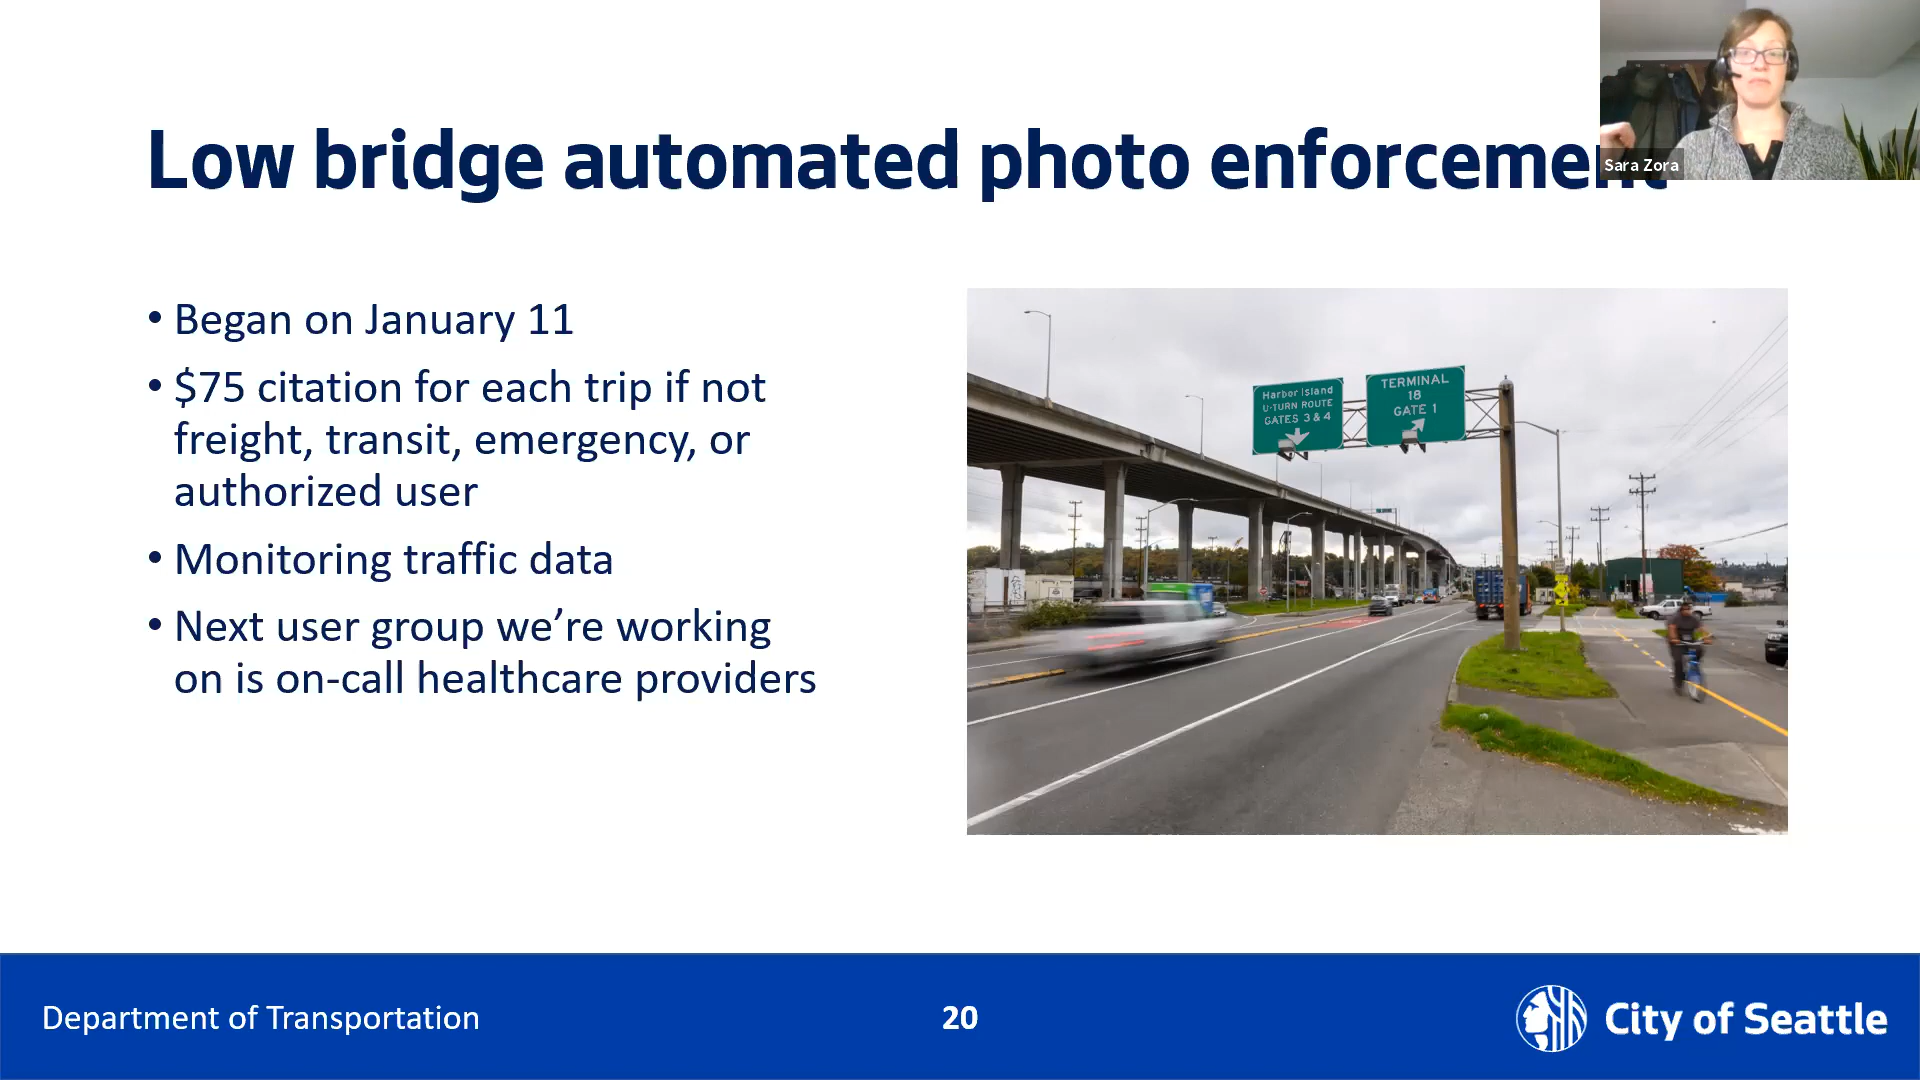 Low bridge automated photo enforcement
Sara Zora
• Began on January 11
• $75 citation for each trip if not
freight, transit, emergency, or
authorized user
• Monitoring traffic data
• Next user group we’re working
on is on-call healthcare providers
Harbor Island
U-TURN ROUTE
GATES 3 & 4
TERMINAL
18
GATE 1
Department of Transportation
20
City of Seattle